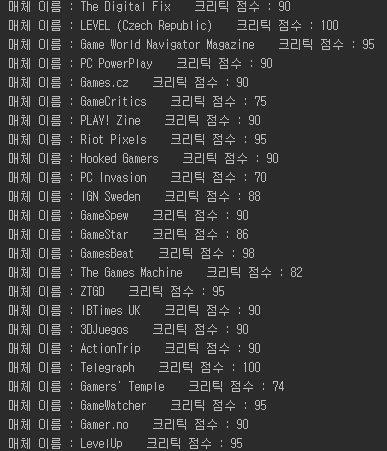 매체 이름 : The Digital Fix 크리틱 점수 : 90
매체 이름 : LEVEL (Czech Republic) 크리틱 점수 : 100
매체 이름 : Game World Navigator Magazine 크리틱 점수 : 95
매체 이름 : PC PowerPlay 크리틱 점수 : 90
매체 이름 : Games.cz 크리틱 점수 : 90
매체 이름 : GameCritics 크리틱 점수 : 75
매체 이름 : PLAY! Zine 크리틱 점수 : 90
매체 이름 : Riot Pixels 크리틱 점수 : 95
매체 이름 : Hooked Gamers 크리틱 점수 : 90
매체 이름 : PC Invasion 크리틱 점수 : 70
매체 이름 : IGN Sweden 크리틱 점수 : 88
매체 이름 : GameSpew 크리틱 점수 : 90
매체 이름 : GameStar 크리틱 점수 : 86
매체 이름 : GamesBeat 크리틱 점수 : 98
매체 이름 : The Games Machine 크리틱 점수 : 82
매체 이름 : ZTGD 크리틱 점수 : 95
매체 이름 : IBTimes UK 크리틱 점수 : 90
매체 이름 : 3DJuegos 크리틱 점수 : 90
매체 이름 : ActionTrip 크리틱 점수 : 90
매체 이름 : Telegraph 크리틱 점수 : 100
매체 이름 : Gamers' Temple 크리틱 점수 : 74
매체 이름 : GameWatcher 크리틱 점수 : 95
매체 이름 : Gamer.no 크리틱 점수 : 90
매체 이름 : LevelUp 크리틱 점수 : 95